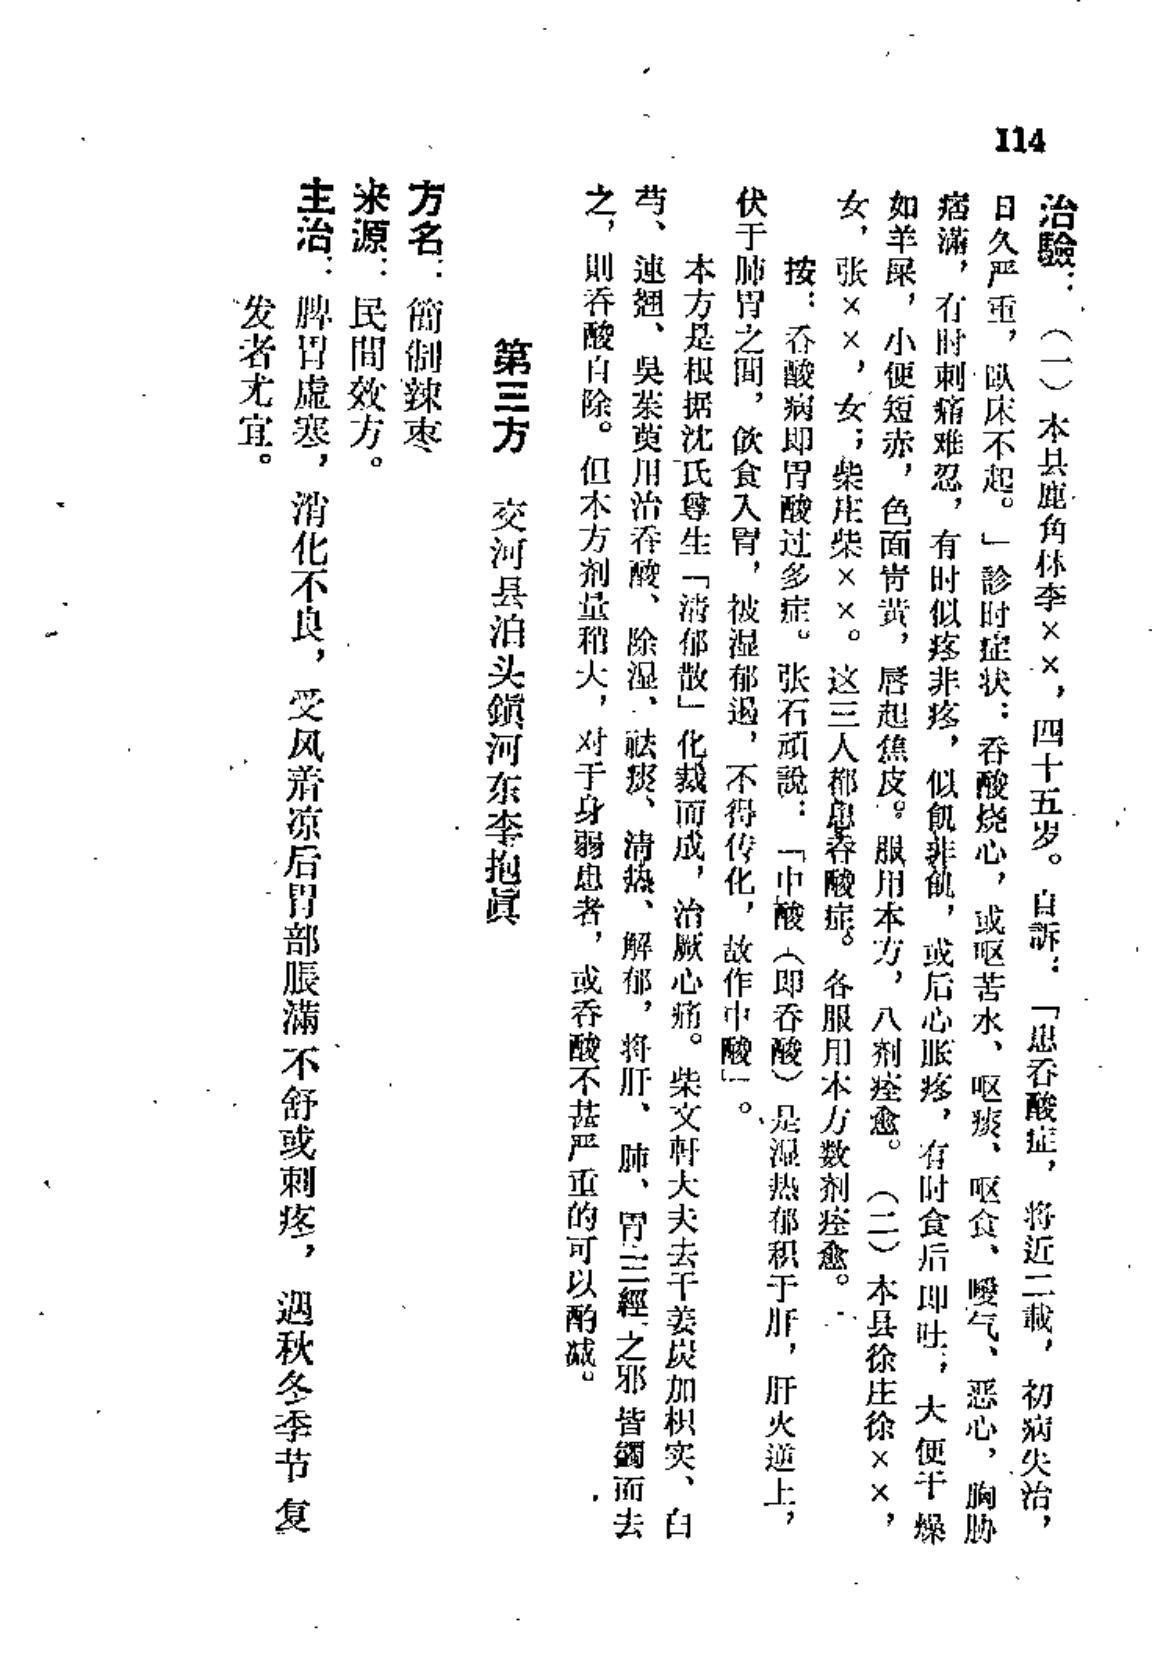 114
治驗：（一）本县鹿角林李××，四十五岁。自訴：「患吞酸症，将近二載，初病失治，
日久严重，臥床不起。」診时症状：吞酸烧心，或呕苦水、呕痰、呕食、噯气、恶心，胸胁
痞滿，有时刺痛难忍，有时似疼非疼，似飢非飢，或后心胀疼，有时食后即吐，大便干燥
如羊屎，小便短赤，色面青黄，唇起焦皮。服用本方，八剂痊愈。（二）本县徐庄徐××，
女，张××，女；柴庄柴××。这三人都患吞酸症。各服用本方数剂痊愈。
按：吞酸病即胃酸过多症。张石頑說：「中酸（即吞酸）是湿热郁积于肝，肝火逆上，
伏于肺胃之間，飲食入胃，被湿郁遏，不得传化，故作中酸」。
本方是根据沈氏尊生「清郁散」化裁而成，治厥心痛。柴文軒大夫去干姜炭加枳实、白
芍、連翹、吳茱萸用治吞酸、除湿、祛痰、清热、解郁，将肝、肺、胃三經之邪皆蠲而去
之，則吞酸自除。但本方剂量稍大，对于身弱患者，或吞酸不甚严重的可以酌减。
第三方　交河县泊头鎭河东李抱眞
方名：簡制辣枣
来源：民間效方。
主治：脾胃虛寒，消化不良，受风着凉后胃部脹滿不舒或刺疼，遇秋冬季节复
发者尤宜。